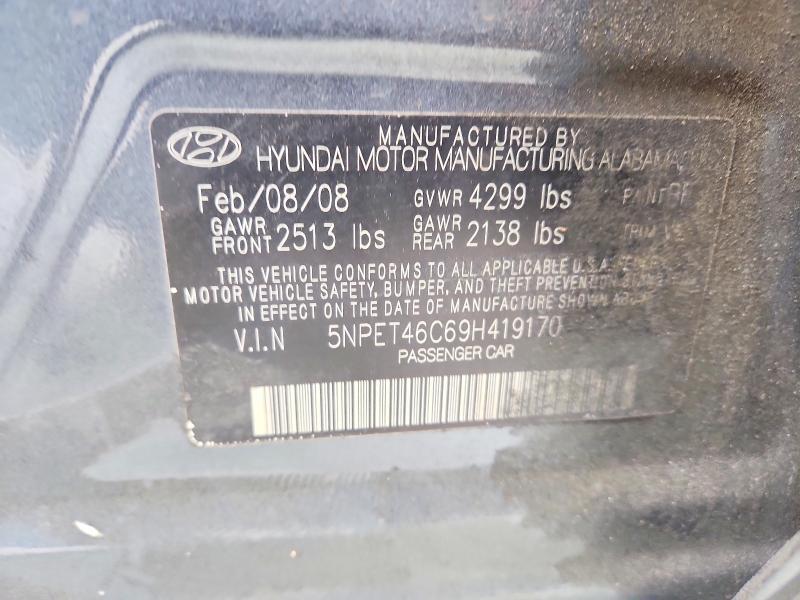 MANUFACTURED BY
HYUNDAI MOTOR MANUFACTURING ALABAMA
Feb/08/08 GVWR 4299 lbs PAINT
GAWR FRONT 2513 lbs GAWR REAR 2138 lbs TRIM
THIS VEHICLE CONFORMS TO ALL APPLICABLE U.S.A.
MOTOR VEHICLE SAFETY, BUMPER, AND THEFT PREVENTION
IN EFFECT ON THE DATE OF MANUFACTURE SHOWN
V.I.N 5NPET46C69H419170
PASSENGER CAR